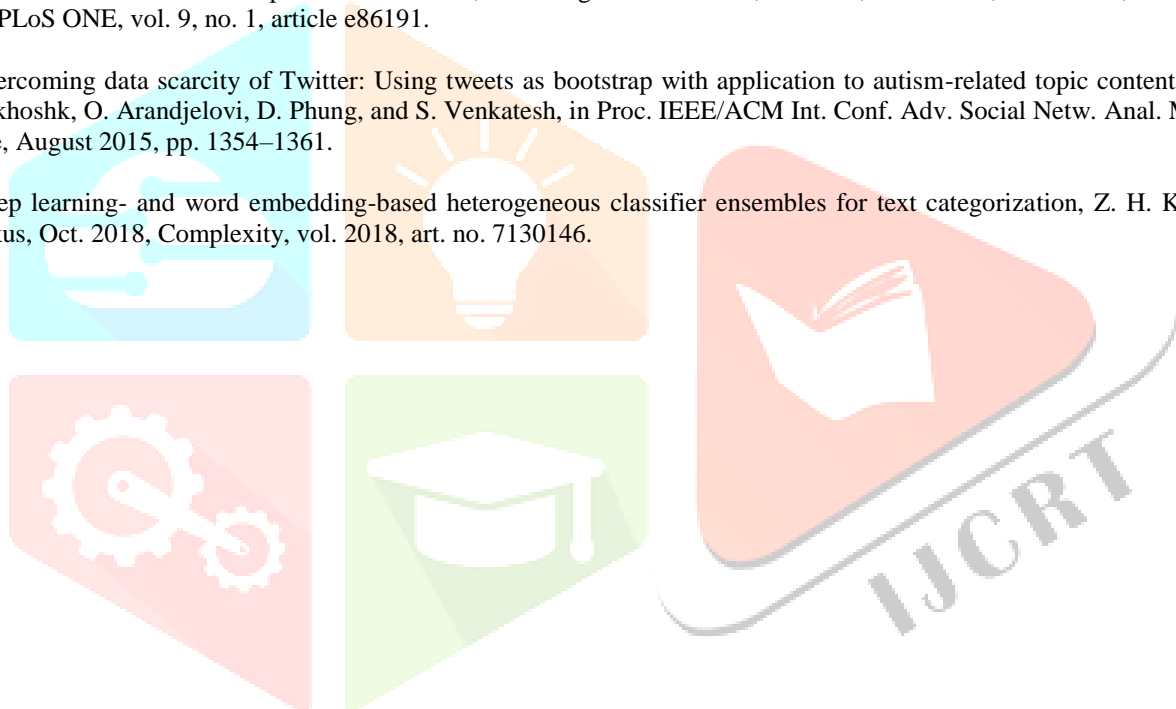 PLoS ONE, vol. 9, no. 1, article e86191.
ercoming data scarcity of Twitter: Using tweets as bootstrap with application to autism-related topic content
khoshk, O. Arandjelovi, D. Phung, and S. Venkatesh, in Proc. IEEE/ACM Int. Conf. Adv. Social Netw. Anal. M
e, August 2015, pp. 1354–1361.
ep learning- and word embedding-based heterogeneous classifier ensembles for text categorization, Z. H. K
kus, Oct. 2018, Complexity, vol. 2018, art. no. 7130146.
IJCRT